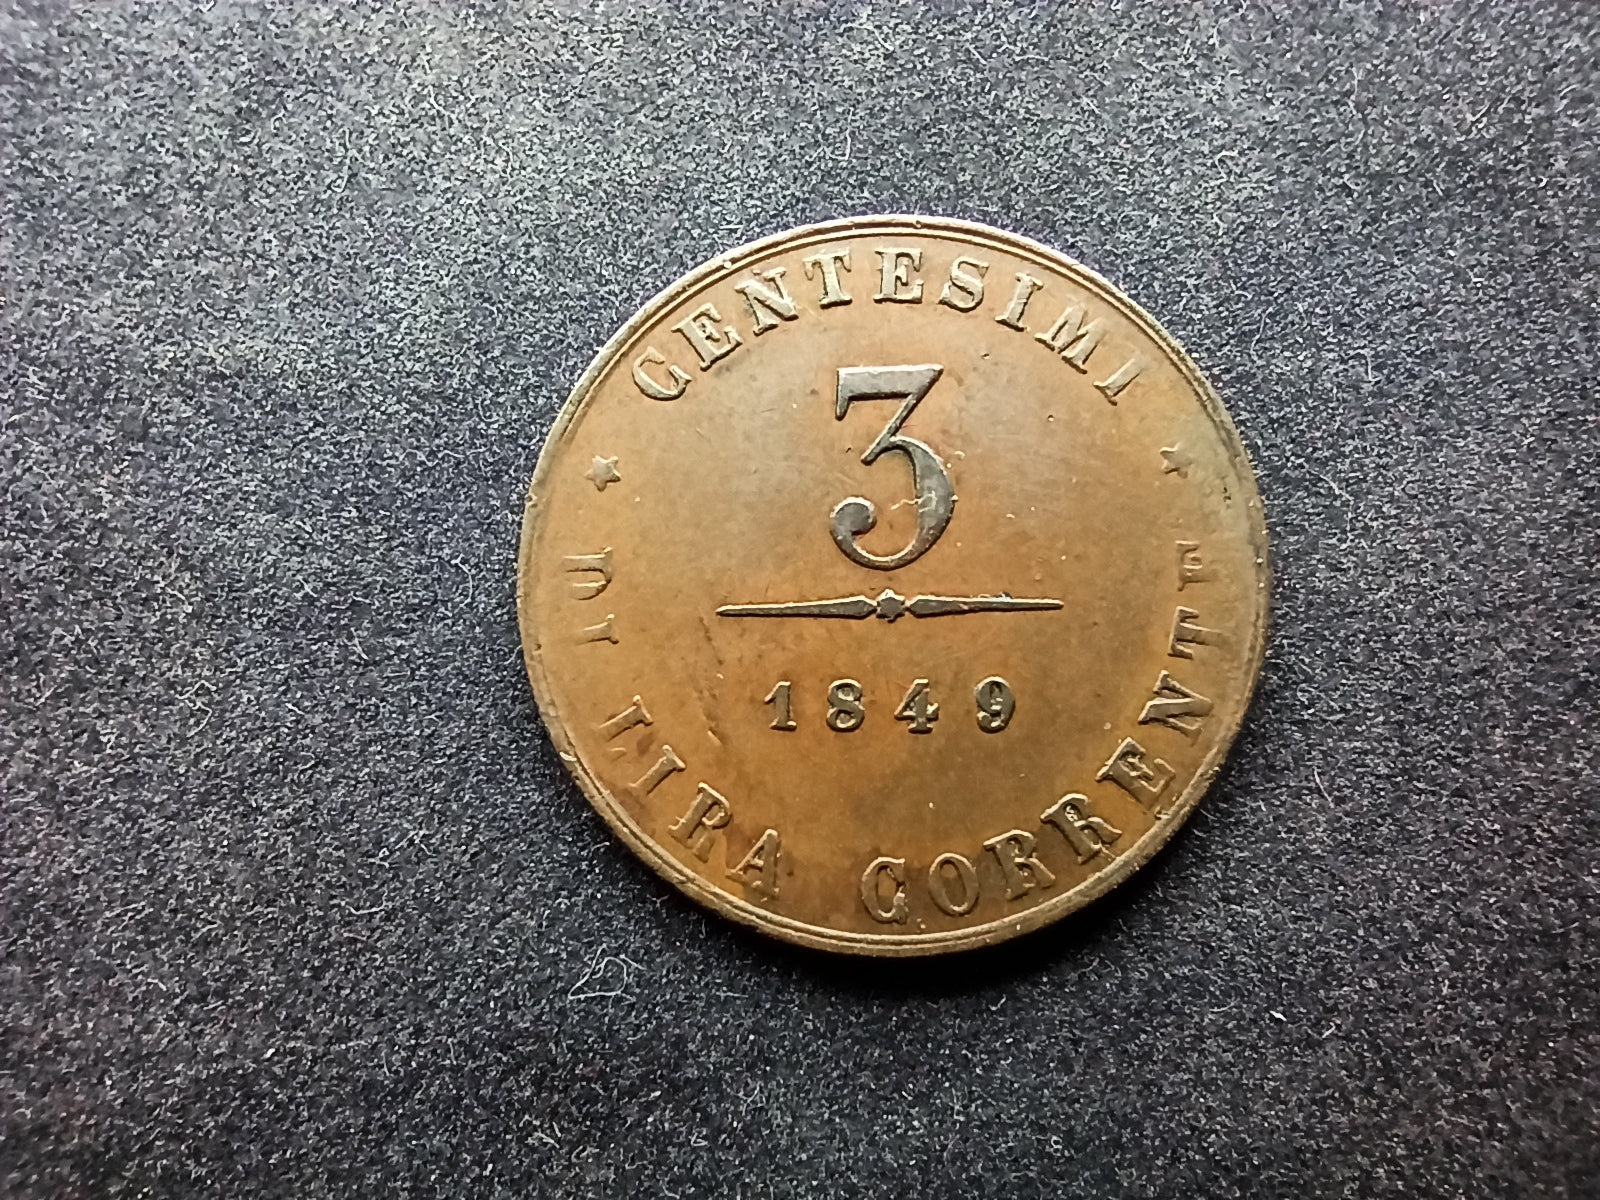 CENTESIMI
3
1849
DI LIRA CORRENTE